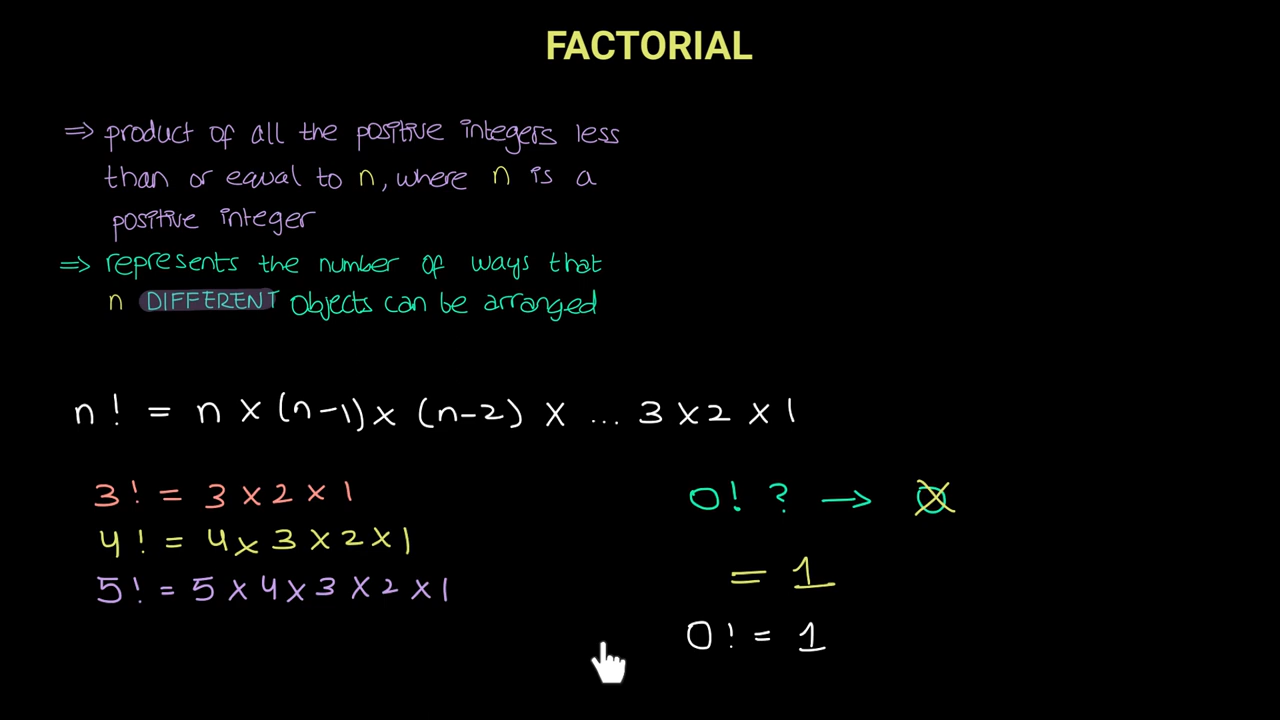 FACTORIAL
⇒ product of all the positive integers less
than or equal to n, where n is a
positive integer
⇒ represents the number of ways that
n DIFFERENT objects can be arranged
n! = n × (n-1) × (n-2) × ... 3 × 2 × 1
3! = 3 × 2 × 1
4! = 4 × 3 × 2 × 1
5! = 5 × 4 × 3 × 2 × 1
0! ? → 0
= 1
0! = 1